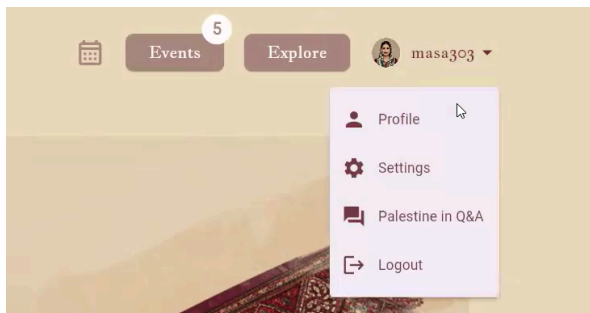 5
Events
Explore
masa303
Profile
Settings
Palestine in Q&A
Logout